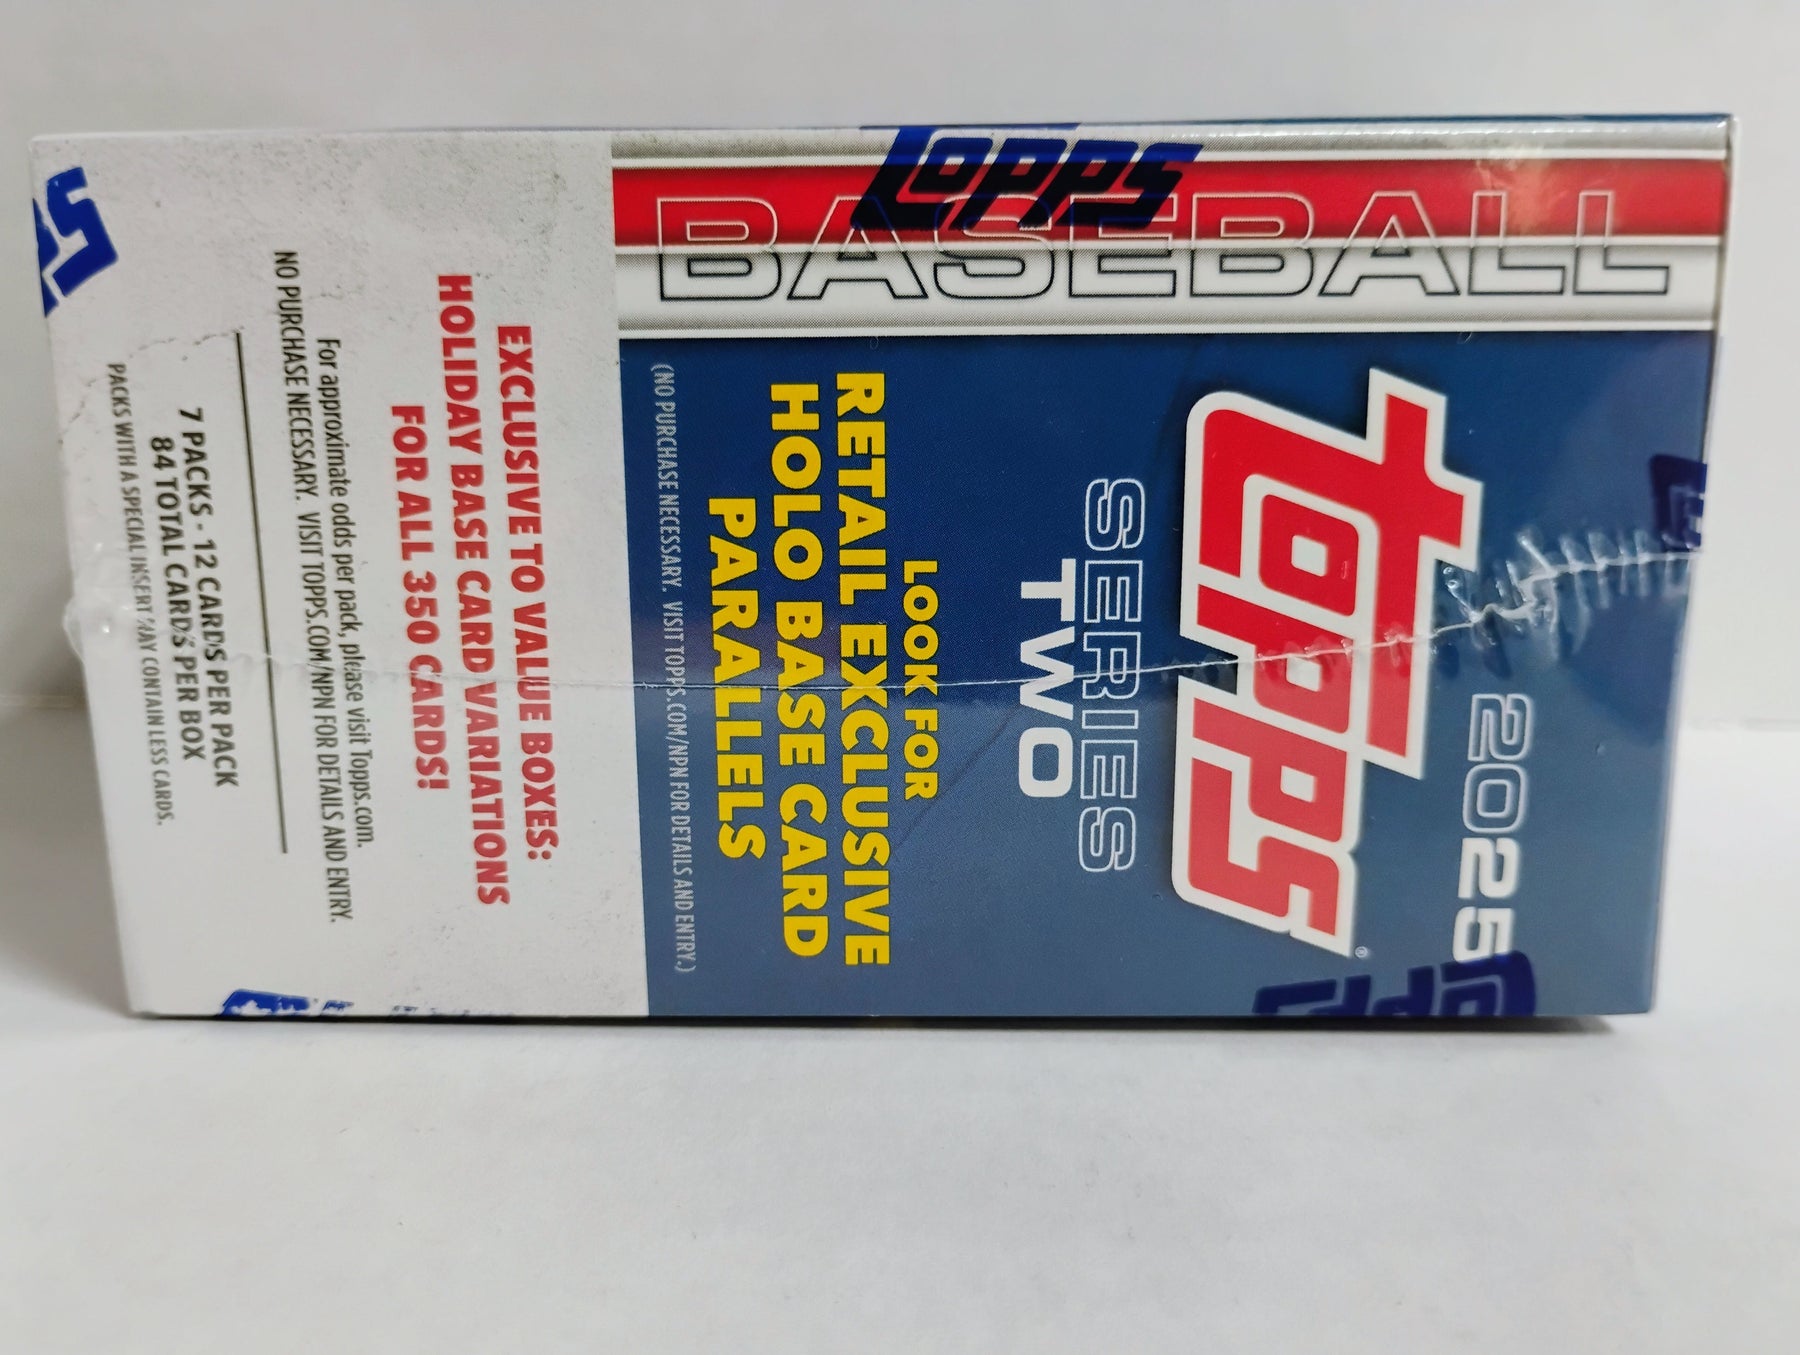 2025
topps
SERIES
TWO
LOOK FOR
RETAIL EXCLUSIVE
HOLO BASE CARD
PARALLELS
(NO PURCHASE NECESSARY. VISIT TOPPS.COM/NPN FOR DETAILS AND ENTRY.)
BASEBALL
topps
EXCLUSIVE TO VALUE BOXES:
HOLIDAY BASE CARD VARIATIONS
FOR ALL 350 CARDS!
For approximate odds per pack, please visit Topps.com.
NO PURCHASE NECESSARY. VISIT TOPPS.COM/NPN FOR DETAILS AND ENTRY.
7 PACKS - 12 CARDS PER PACK
84 TOTAL CARDS PER BOX
PACKS WITH A SPECIAL INSERT MAY CONTAIN LESS CARDS.